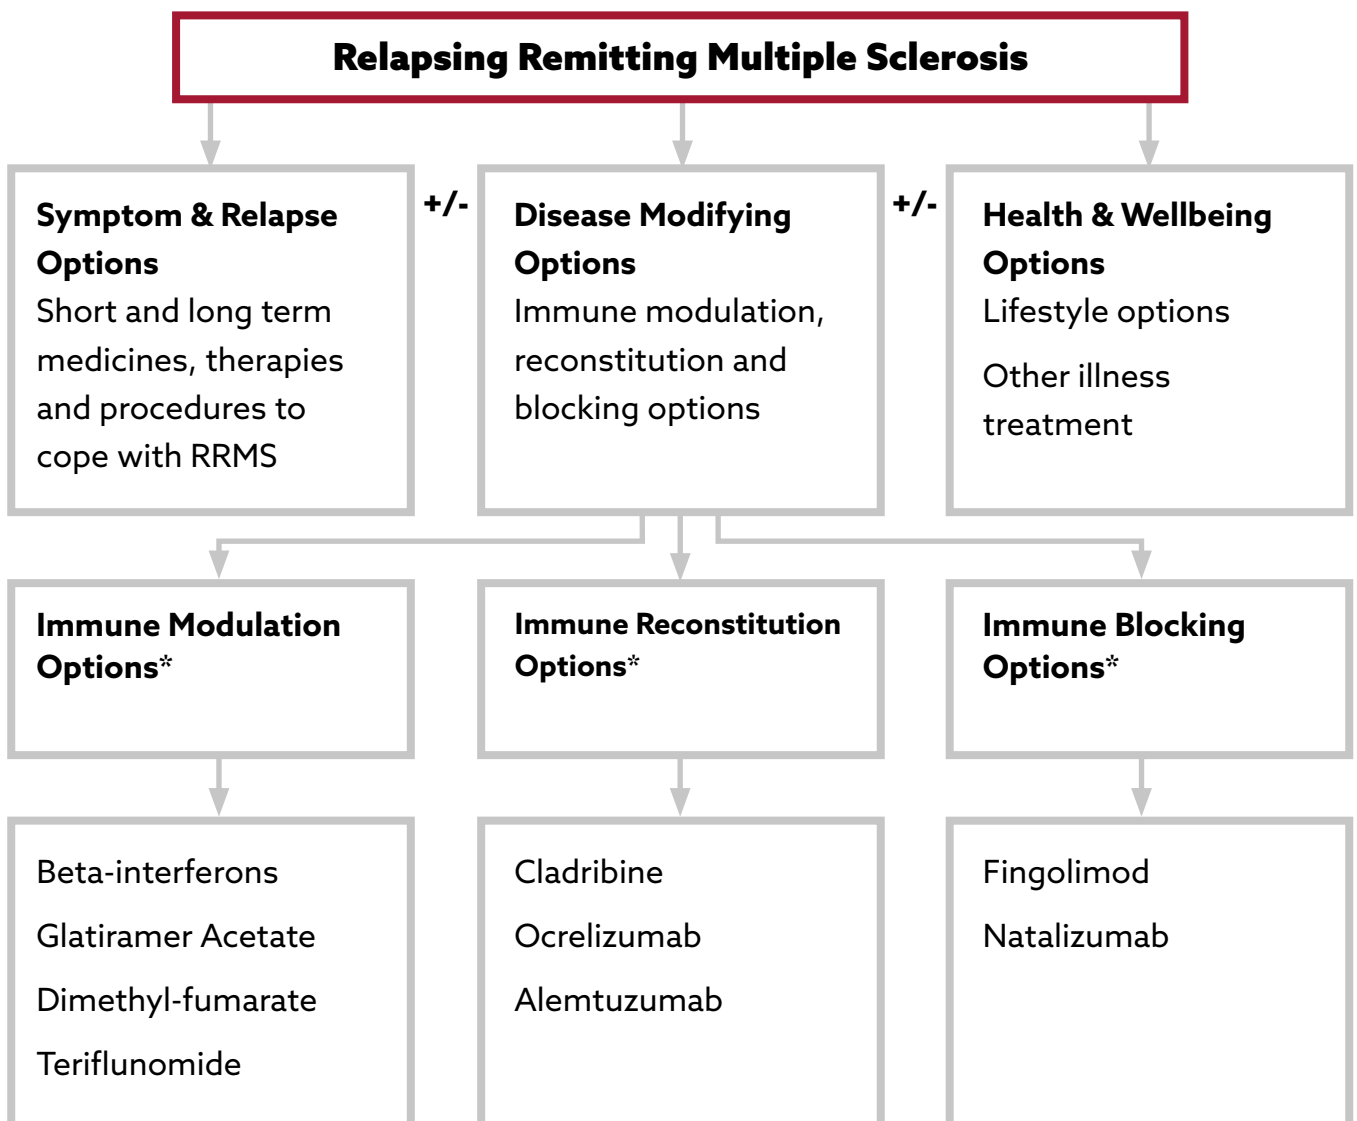 Relapsing Remitting Multiple Sclerosis
Symptom & Relapse
Options
Short and long term
medicines, therapies
and procedures to
cope with RRMS
+/-
Disease Modifying
Options
Immune modulation,
reconstitution and
blocking options
+/-
Health & Wellbeing
Options
Lifestyle options
Other illness
treatment
Immune Modulation
Options*
Immune Reconstitution
Options*
Immune Blocking
Options*
Beta-interferons
Glatiramer Acetate
Dimethyl-fumarate
Teriflunomide
Cladribine
Ocrelizumab
Alemtuzumab
Fingolimod
Natalizumab